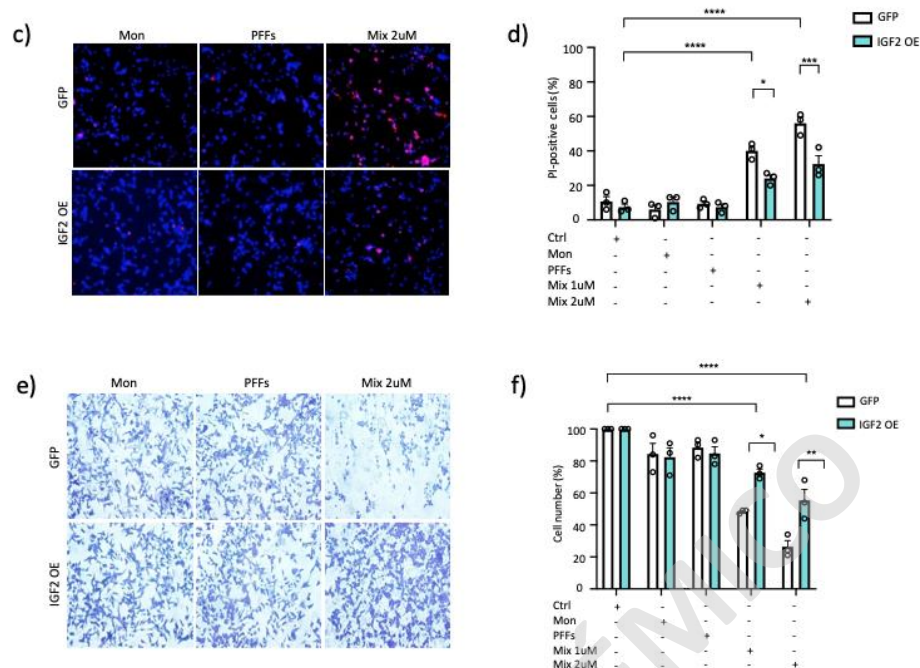 c)
Mon PFFs Mix 2uM
GFP
IGF2 OE
d)
GFP
IGF2 OE
****
****
*
***
PI-positive cells (%)
100
80
60
40
20
0
Ctrl + - - - -
Mon - + - - -
PFFs - - + - -
Mix 1uM - - - + -
Mix 2uM - - - - +
e)
Mon PFFs Mix 2uM
GFP
IGF2 OE
f)
GFP
IGF2 OE
****
****
*
**
Cell number (%)
100
80
60
40
20
0
Ctrl + - - - -
Mon - + - - -
PFFs - - + - -
Mix 1uM - - - + -
Mix 2uM - - - - +
ÉMICO